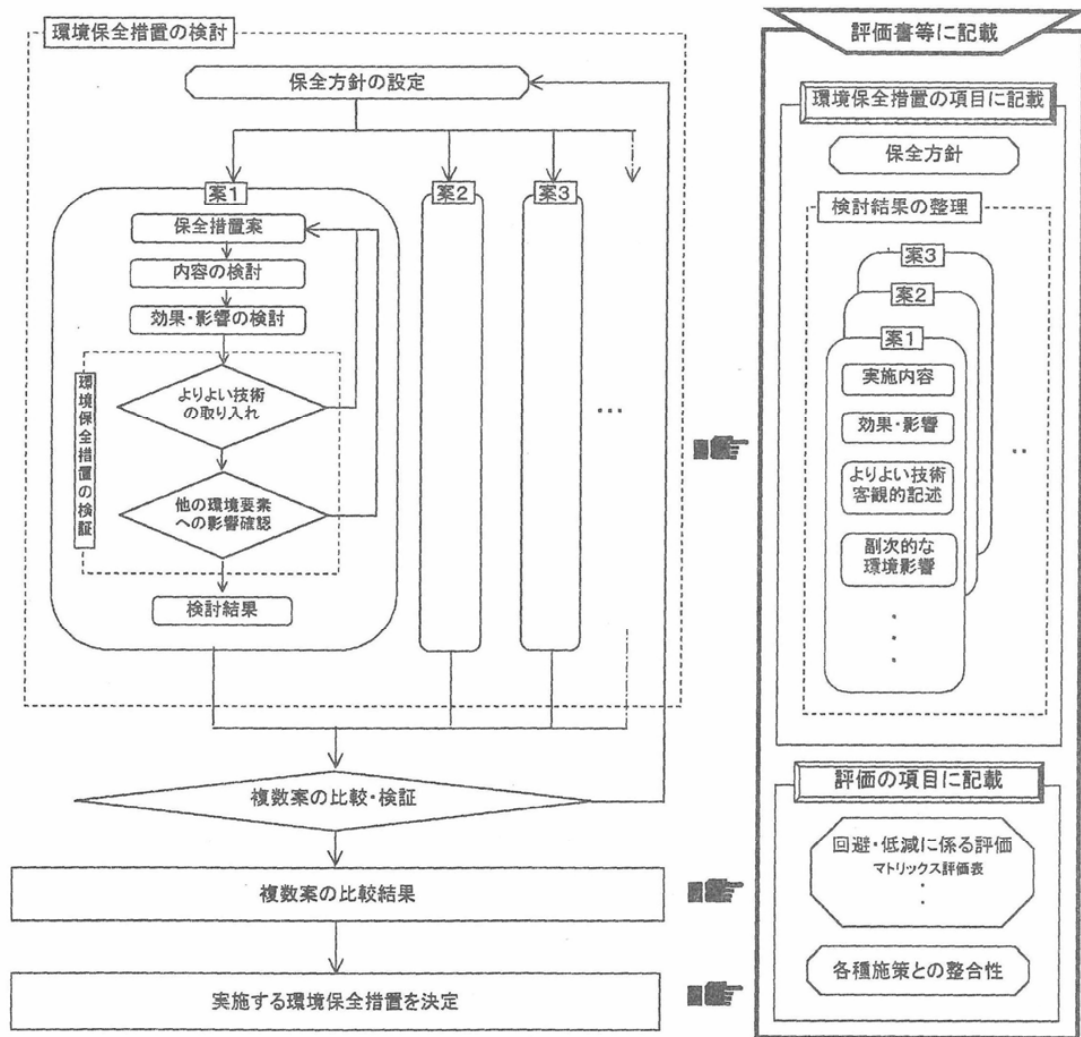 環境保全措置の検討
保全方針の設定
案1
案2
案3
保全措置案
内容の検討
効果・影響の検討
環境保全措置の検証
よりよい技術
の取り入れ
他の環境要素
への影響確認
検討結果
…
複数案の比較・検証
複数案の比較結果
実施する環境保全措置を決定
評価書等に記載
環境保全措置の項目に記載
保全方針
検討結果の整理
案3
案2
案1
実施内容
効果・影響
よりよい技術
客観的記述
副次的な
環境影響
・
・
・
‥
評価の項目に記載
回避・低減に係る評価
マトリックス評価表
・
・
各種施策との整合性